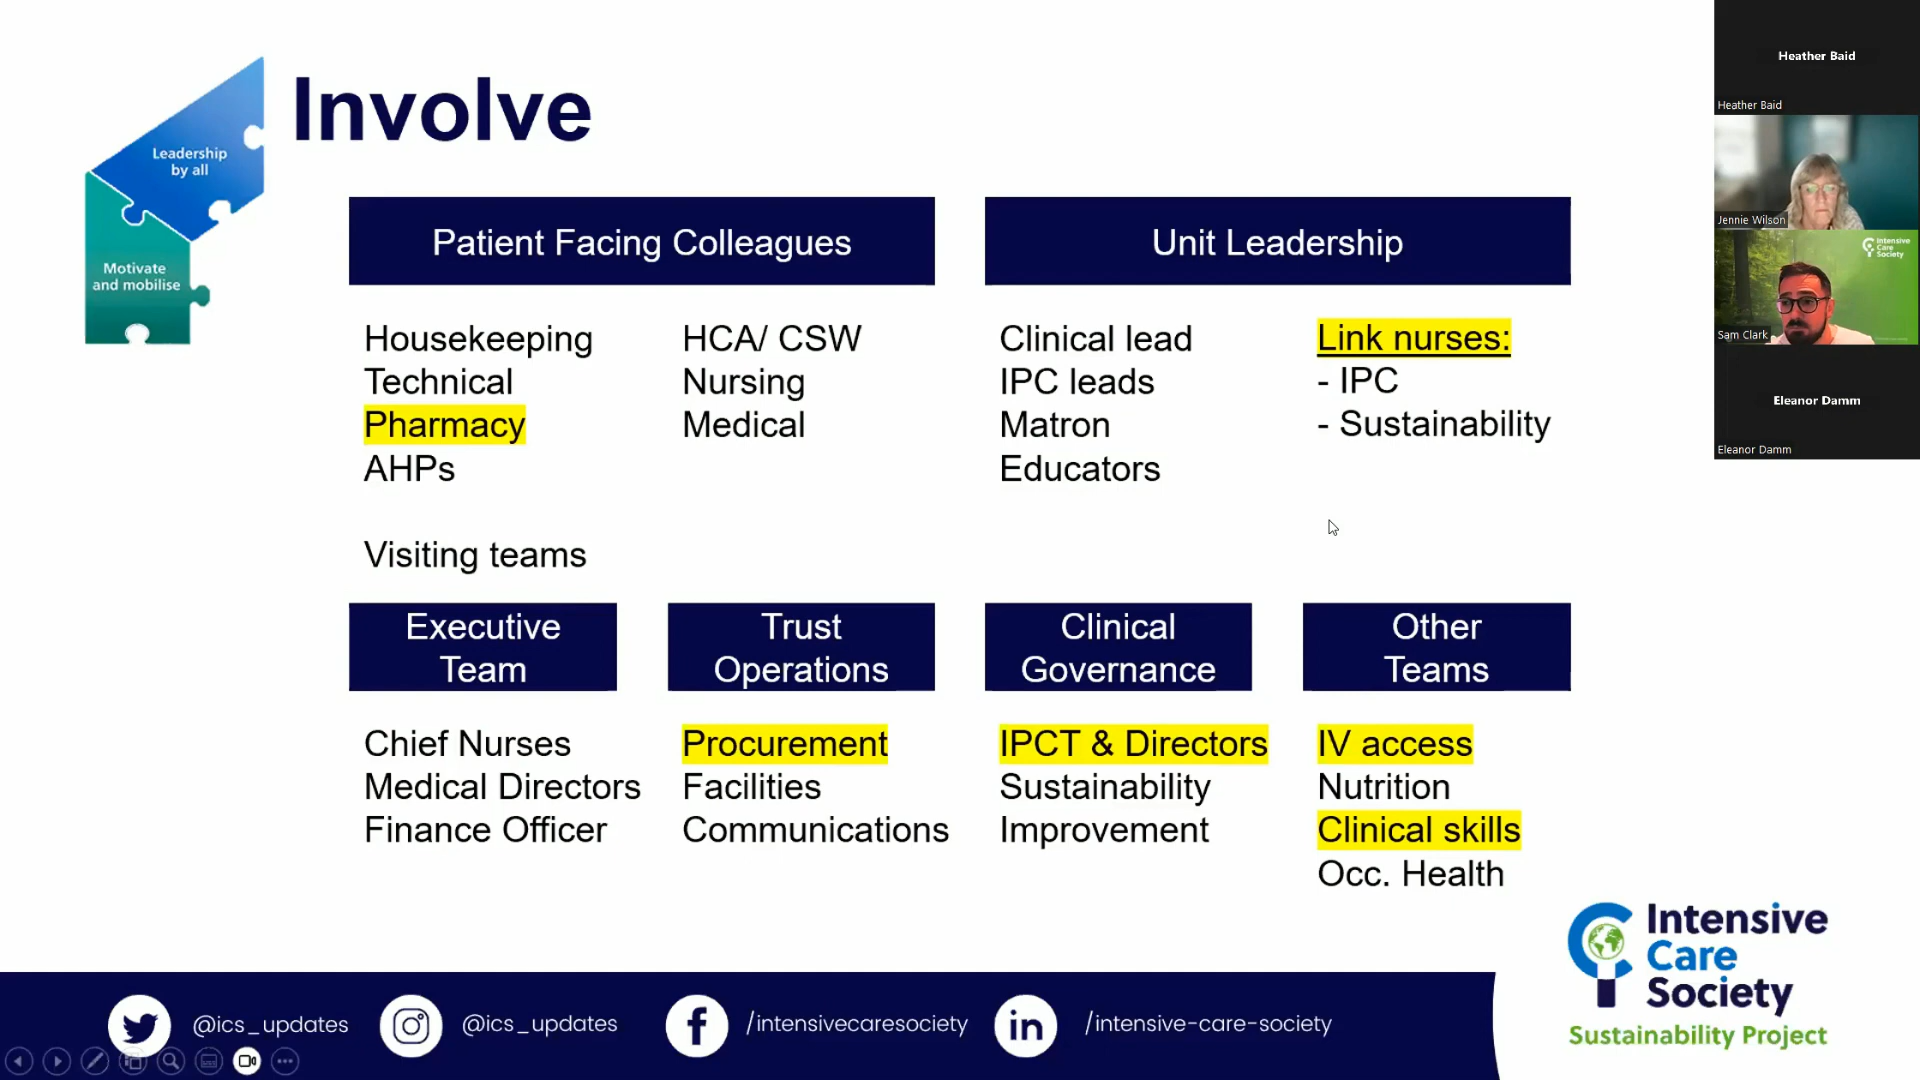 Involve
Leadership
by all
Motivate
and mobilise
Patient Facing Colleagues
Housekeeping
Technical
Pharmacy
AHPs
Visiting teams
HCA/ CSW
Nursing
Medical
Unit Leadership
Clinical lead
IPC leads
Matron
Educators
Link nurses:
- IPC
- Sustainability
Executive
Team
Chief Nurses
Medical Directors
Finance Officer
Trust
Operations
Procurement
Facilities
Communications
Clinical
Governance
IPCT & Directors
Sustainability
Improvement
Other
Teams
IV access
Nutrition
Clinical skills
Occ. Health
@ics_updates
@ics_updates
/intensivecaresociety
/intensive-care-society
Intensive
Care
Society
Sustainability Project
Heather Baid
Heather Baid
Jennie Wilson
Intensive
Care
Society
Sam Clark
Eleanor Damm
Eleanor Damm